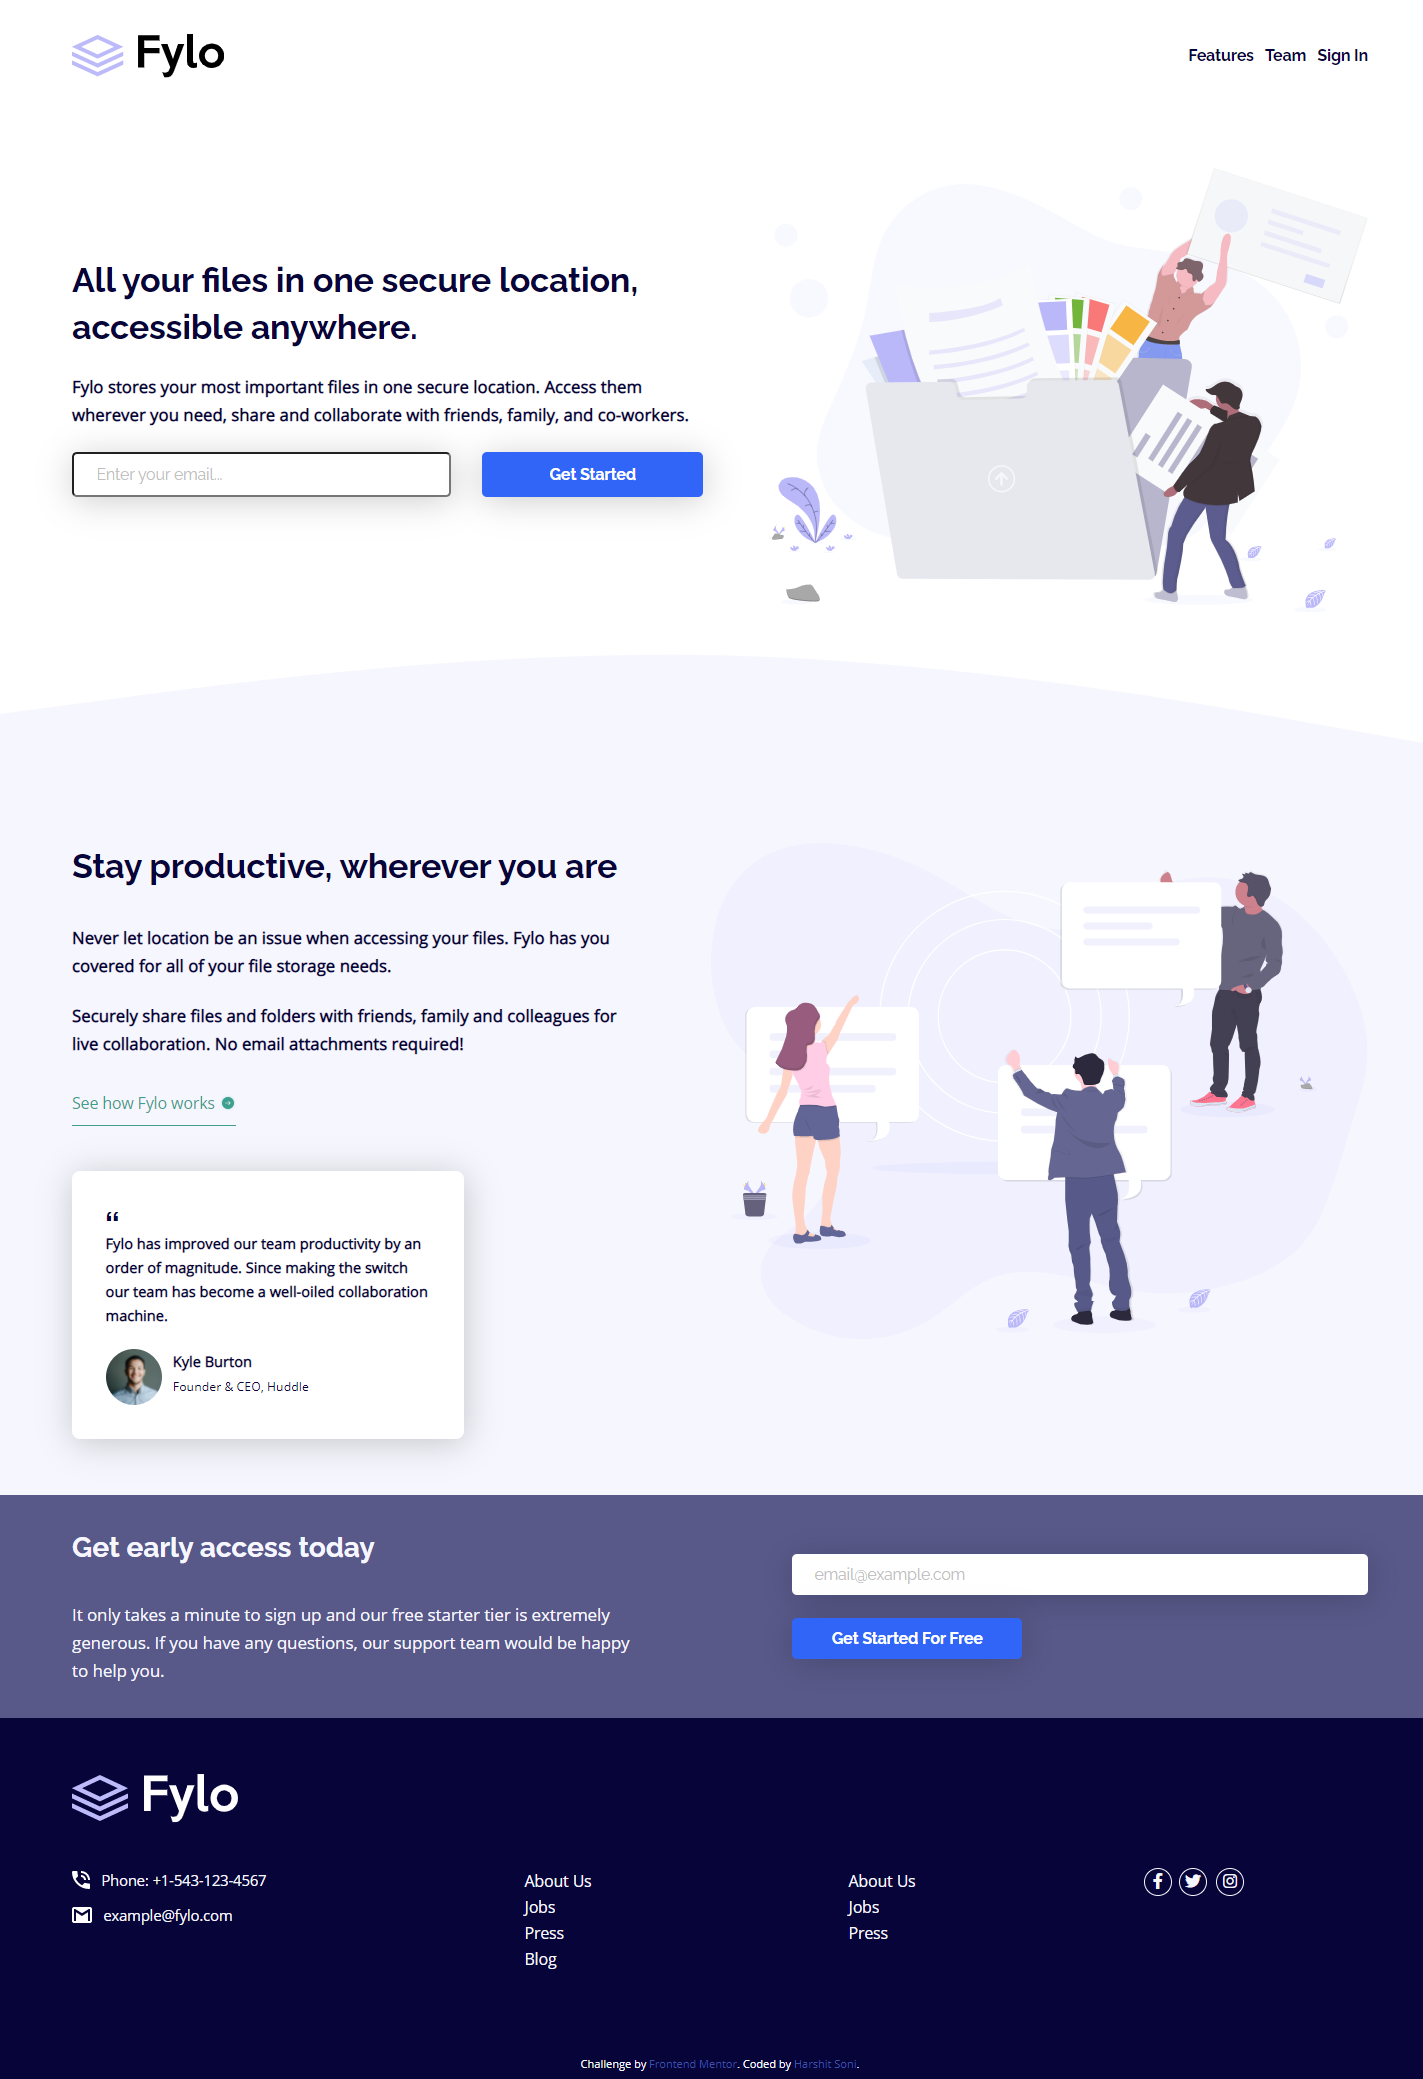 Fylo
Features Team Sign In
All your files in one secure location,
accessible anywhere.
Fylo stores your most important files in one secure location. Access them
wherever you need, share and collaborate with friends, family, and co-workers.
Enter your email...
Get Started
Stay productive, wherever you are
Never let location be an issue when accessing your files. Fylo has you
covered for all of your file storage needs.
Securely share files and folders with friends, family and colleagues for
live collaboration. No email attachments required!
See how Fylo works
“
Fylo has improved our team productivity by an
order of magnitude. Since making the switch
our team has become a well-oiled collaboration
machine.
Kyle Burton
Founder & CEO, Huddle
Get early access today
It only takes a minute to sign up and our free starter tier is extremely
generous. If you have any questions, our support team would be happy
to help you.
email@example.com
Get Started For Free
Fylo
Phone: +1-543-123-4567
example@fylo.com
About Us
Jobs
Press
Blog
About Us
Jobs
Press
Challenge by Frontend Mentor. Coded by Harshit Soni.